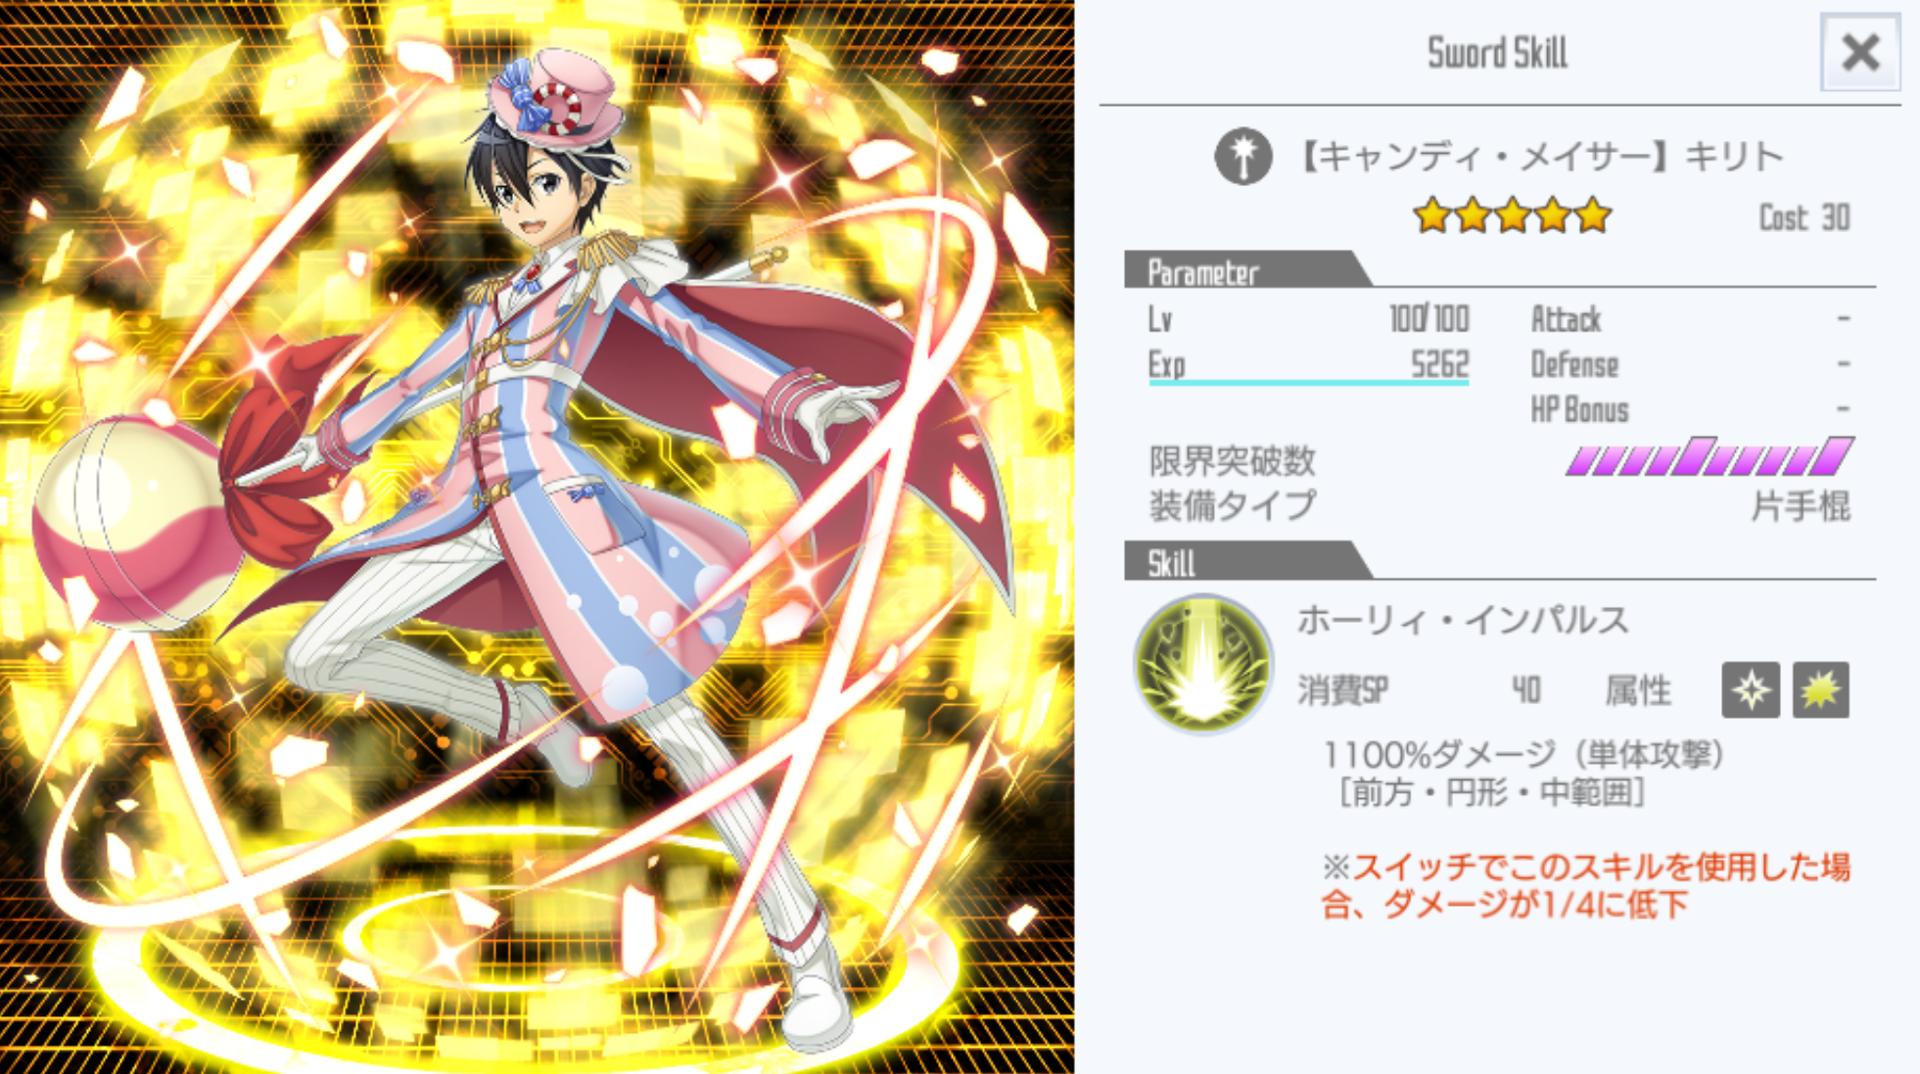 Sword Skill
【キャンディ・メイサー】キリト
Cost 30
Parameter
Lv 100/100 Attack -
Exp 5262 Defense -
HP Bonus -
限界突破数
装備タイプ 片手棍
Skill
ホーリィ・インパルス
消費SP 40 属性
1100%ダメージ（単体攻撃）
［前方・円形・中範囲］
※スイッチでこのスキルを使用した場
合、ダメージが1/4に低下